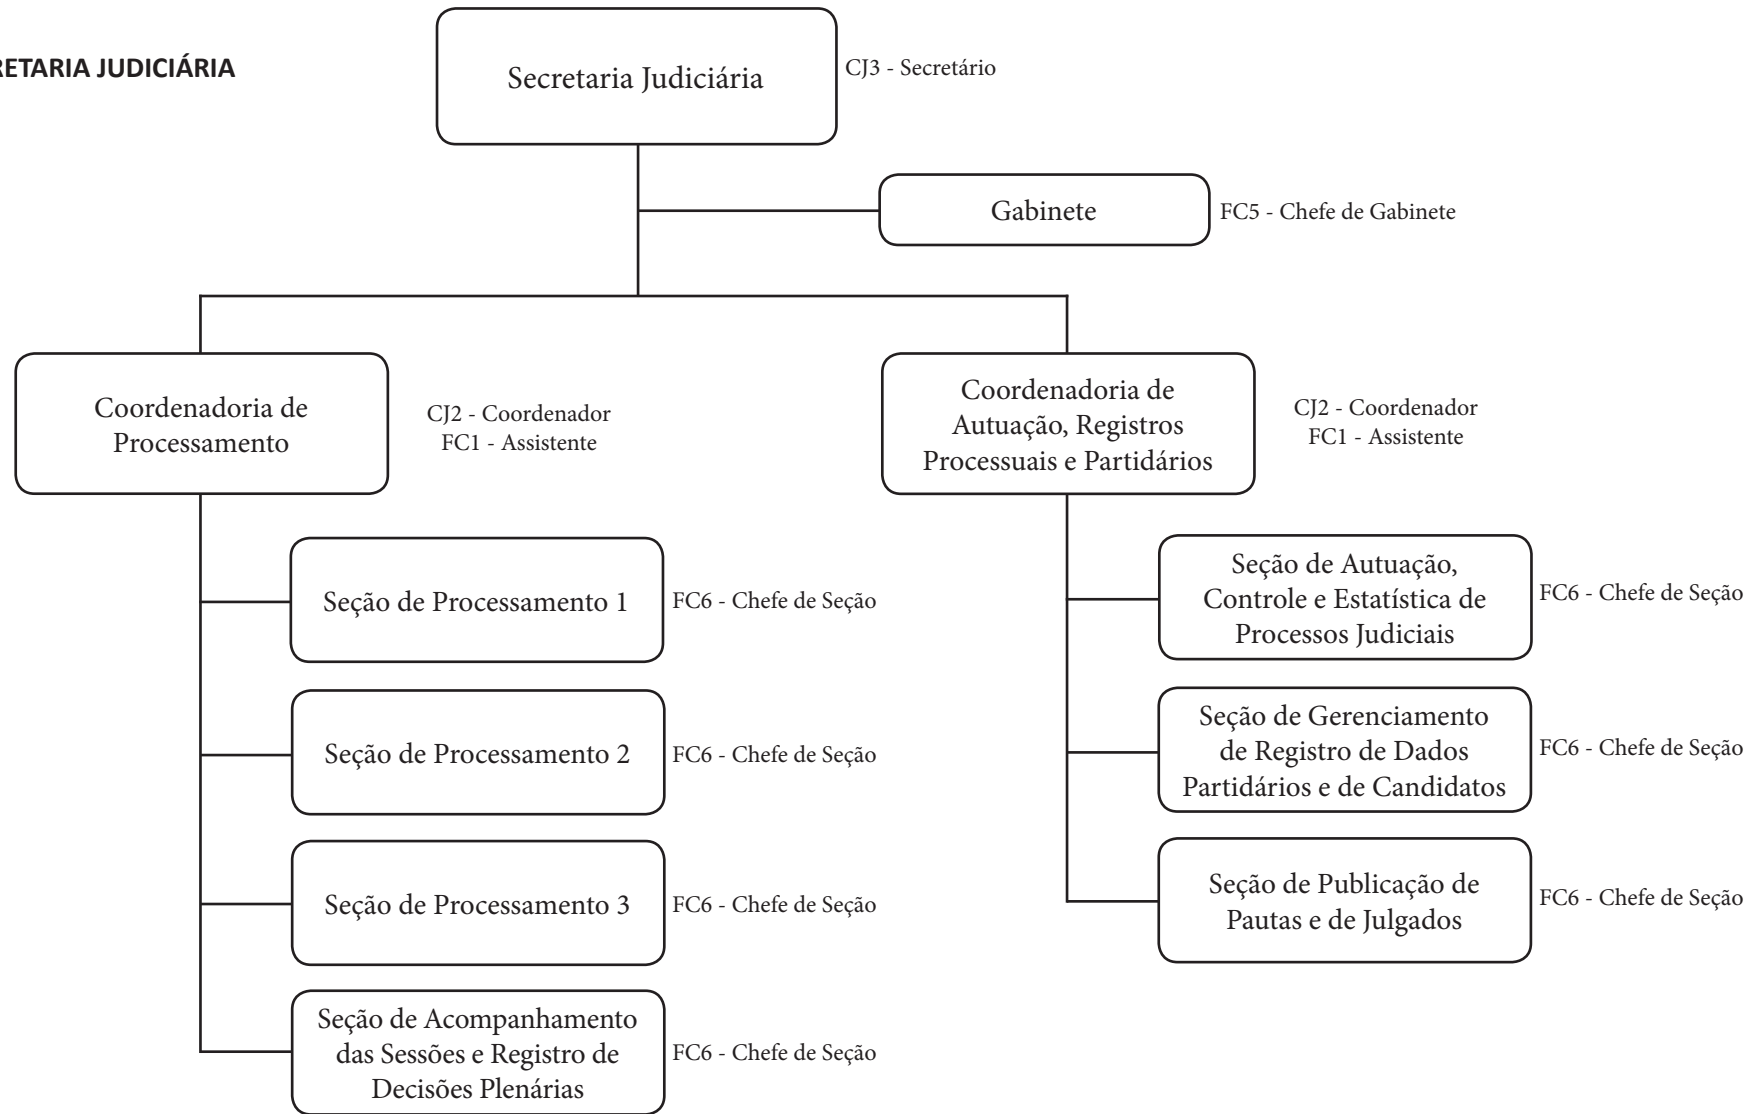 RETARIA JUDICIÁRIA
Secretaria Judiciária
CJ3 - Secretário
Gabinete
FC5 - Chefe de Gabinete
Coordenadoria de
Processamento
CJ2 - Coordenador
FC1 - Assistente
Coordenadoria de
Autuação, Registros
Processuais e Partidários
CJ2 - Coordenador
FC1 - Assistente
Seção de Processamento 1
FC6 - Chefe de Seção
Seção de Processamento 2
FC6 - Chefe de Seção
Seção de Processamento 3
FC6 - Chefe de Seção
Seção de Acompanhamento
das Sessões e Registro de
Decisões Plenárias
FC6 - Chefe de Seção
Seção de Autuação,
Controle e Estatística de
Processos Judiciais
FC6 - Chefe de Seção
Seção de Gerenciamento
de Registro de Dados
Partidários e de Candidatos
FC6 - Chefe de Seção
Seção de Publicação de
Pautas e de Julgados
FC6 - Chefe de Seção